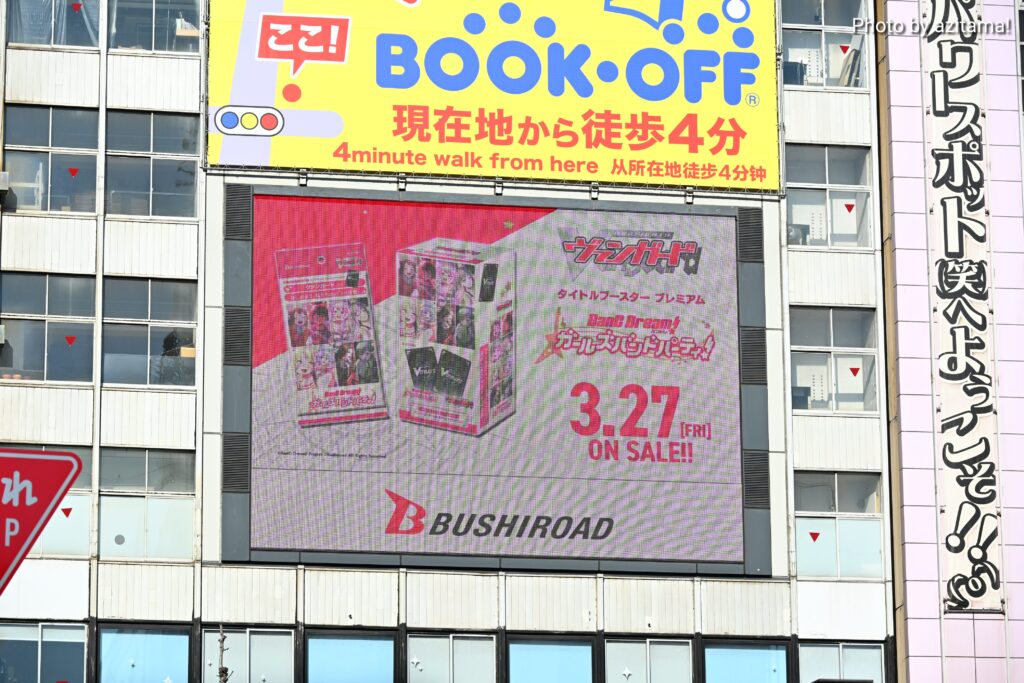 Photo by azitama!
ここ!
BOOK・OFF
®
現在地から徒歩4分
4minute walk from here 从所在地徒步4分钟
ヴァンガード
タイトルブースター プレミアム
BanG Dream!
ガールズバンドパーティ!
3.27 [FRI]
ON SALE!!
BUSHIROAD
パワスポット(笑)へようこそ!!
れ
P